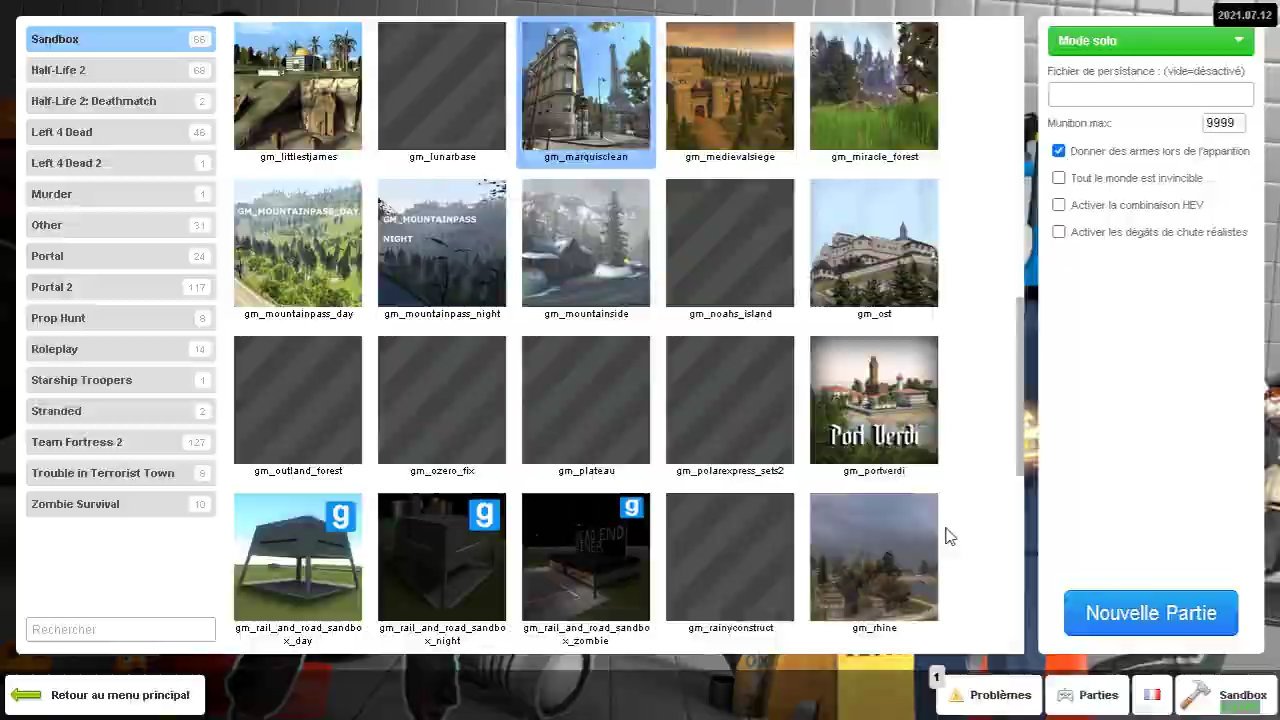 2021.07.12
Sandbox 66
Half-Life 2 68
Half-Life 2: Deathmatch 2
Left 4 Dead 46
Left 4 Dead 2 1
Murder 1
Other 31
Portal 24
Portal 2 117
Prop Hunt 8
Roleplay 14
Starship Troopers 1
Stranded 2
Team Fortress 2 127
Trouble in Terrorist Town 8
Zombie Survival 10
Rechercher
gm_littlestjames
gm_lunarbase
gm_marquisclean
gm_medievalsiege
gm_miracle_forest
GM_MOUNTAINPASS_DAY
GM_MOUNTAINPASS
NIGHT
gm_mountainpass_day
gm_mountainpass_night
gm_mountainside
gm_noahs_island
gm_ost
Port Verdi
gm_outland_forest
gm_ozero_fix
gm_plateau
gm_polarexpress_sets2
gm_portverdi
g
g
g
DEAD END
DINER
gm_rail_and_road_sandbo
x_day
gm_rail_and_road_sandbo
x_night
gm_rail_and_road_sandbo
x_zombie
gm_rainyconstruct
gm_rhine
Mode solo
Fichier de persistance : (vide=désactivé)
Munition max: 9999
Donner des armes lors de l'apparition
Tout le monde est invincible
Activer la combinaison HEV
Activer les dégâts de chute réalistes
Nouvelle Partie
Retour au menu principal
1
Problèmes
Parties
Sandbox